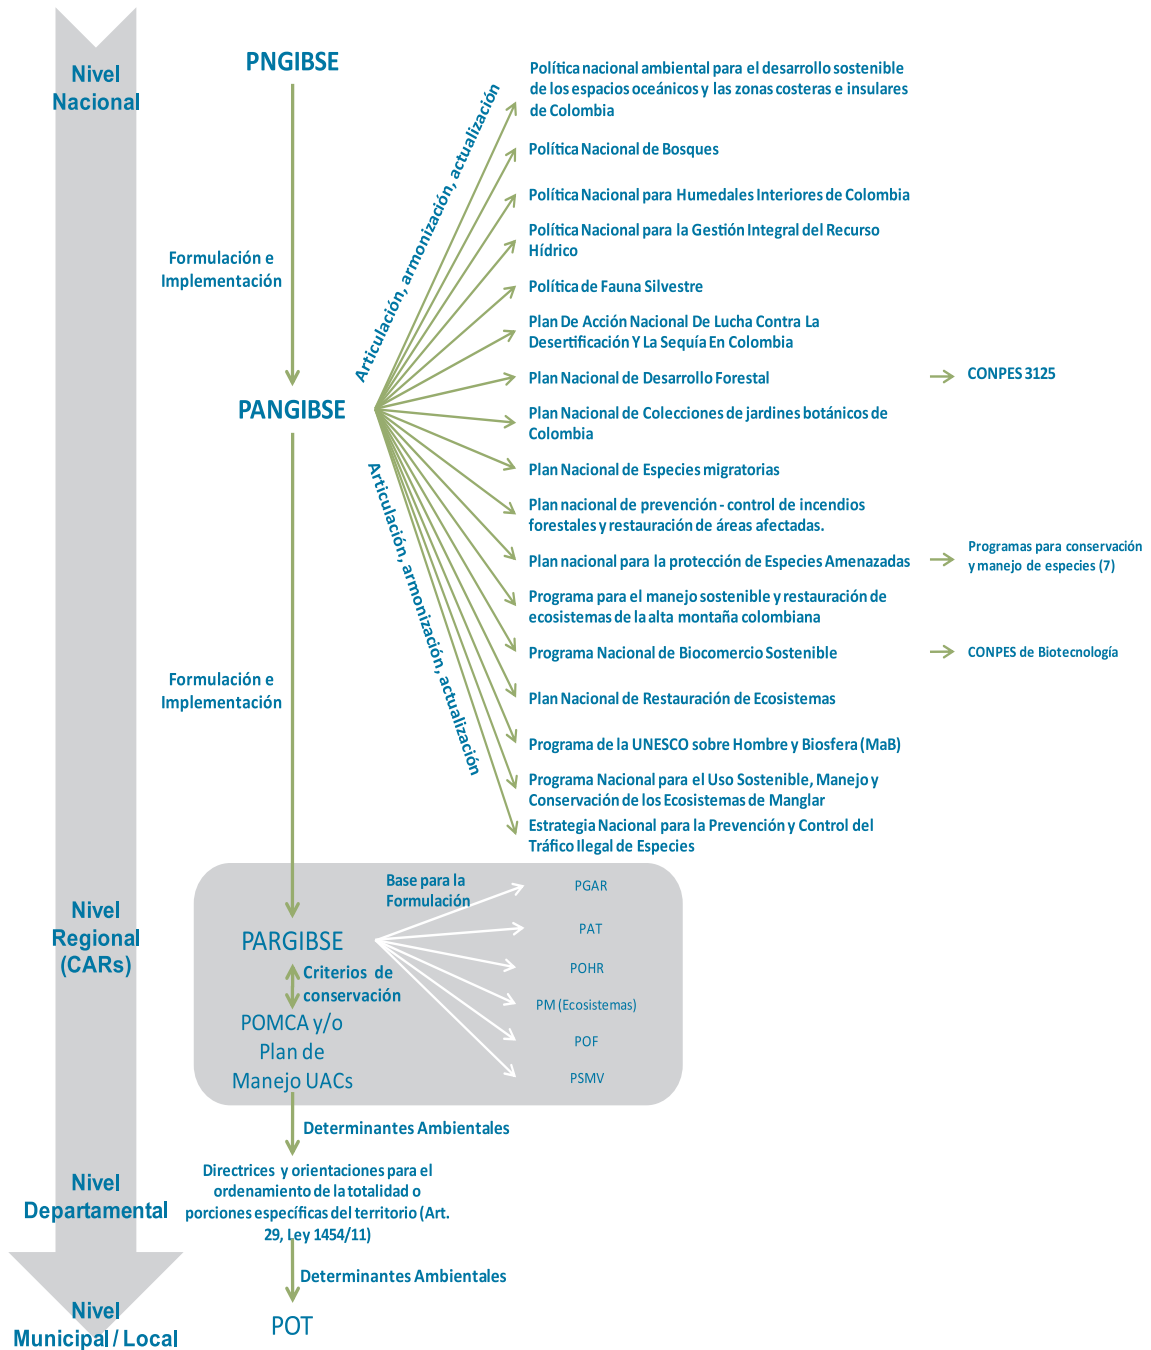 Nivel
Nacional
PNGIBSE
Formulación e
Implementación
PANGIBSE
Articulación, armonización, actualización
Articulación, armonización, actualización
Política nacional ambiental para el desarrollo sostenible
de los espacios oceánicos y las zonas costeras e insulares
de Colombia
Política Nacional de Bosques
Política Nacional para Humedales Interiores de Colombia
Política Nacional para la Gestión Integral del Recurso
Hídrico
Política de Fauna Silvestre
Plan De Acción Nacional De Lucha Contra La
Desertificación Y La Sequía En Colombia
Plan Nacional de Desarrollo Forestal
CONPES 3125
Plan Nacional de Colecciones de jardines botánicos de
Colombia
Plan Nacional de Especies migratorias
Plan nacional de prevención - control de incendios
forestales y restauración de áreas afectadas.
Plan nacional para la protección de Especies Amenazadas
Programas para conservación
y manejo de especies (7)
Programa para el manejo sostenible y restauración de
ecosistemas de la alta montaña colombiana
Programa Nacional de Biocomercio Sostenible
CONPES de Biotecnología
Plan Nacional de Restauración de Ecosistemas
Programa de la UNESCO sobre Hombre y Biosfera (MaB)
Programa Nacional para el Uso Sostenible, Manejo y
Conservación de los Ecosistemas de Manglar
Estrategia Nacional para la Prevención y Control del
Tráfico Ilegal de Especies
Formulación e
Implementación
Nivel
Regional
(CARs)
PARGIBSE
Base para la
Formulación
PGAR
PAT
POHR
PM (Ecosistemas)
POF
PSMV
Criterios de
conservación
POMCA y/o
Plan de
Manejo UACs
Determinantes Ambientales
Nivel
Departamental
Directrices y orientaciones para el
ordenamiento de la totalidad o
porciones específicas del territorio (Art.
29, Ley 1454/11)
Determinantes Ambientales
Nivel
Municipal / Local
POT